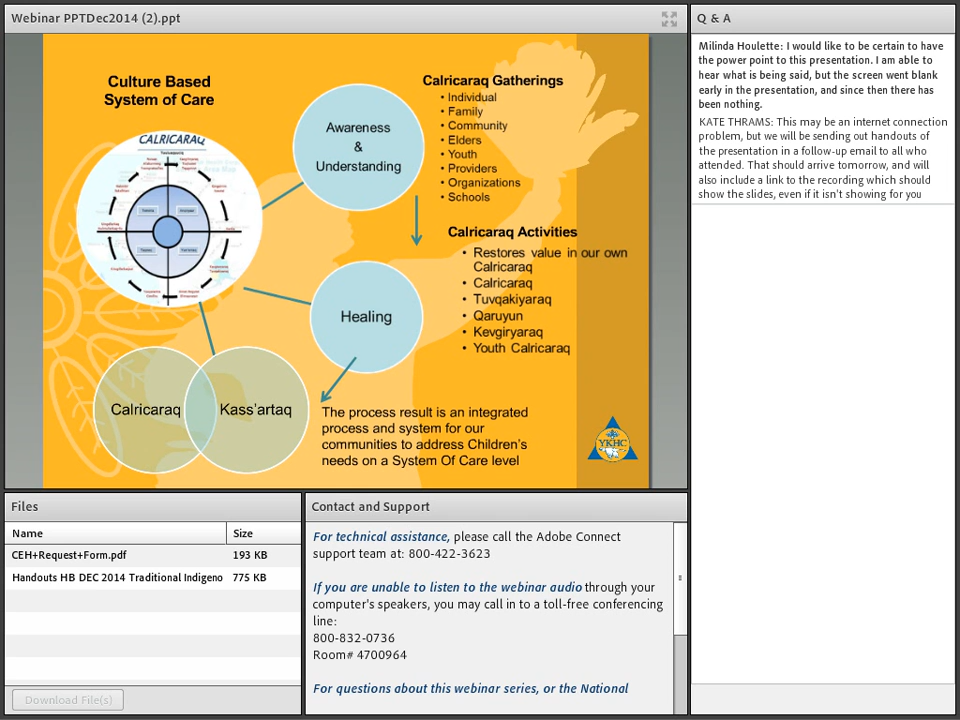 Webinar PPTDec2014 (2).ppt
Culture Based
System of Care
CALRICARAQ
Awareness
&
Understanding
Calricaraq Gatherings
• Individual
• Family
• Community
• Elders
• Youth
• Providers
• Organizations
• Schools
Calricaraq Activities
• Restores value in our own
Calricaraq
• Calricaraq
• Tuvqakiyaraq
• Qaruyun
• Kevgiryaraq
• Youth Calricaraq
Healing
Calricaraq
Kass'artaq
The process result is an integrated
process and system for our
communities to address Children's
needs on a System Of Care level
YKHC
Q & A
Milinda Houlette: I would like to be certain to have
the power point to this presentation. I am able to
hear what is being said, but the screen went blank
early in the presentation, and since then there has
been nothing.
KATE THRAMS: This may be an internet connection
problem, but we will be sending out handouts of
the presentation in a follow-up email to all who
attended. That should arrive tomorrow, and will
also include a link to the recording which should
show the slides, even if it isn't showing for you
Files
Name Size
CEH+Request+Form.pdf 193 KB
Handouts HB DEC 2014 Traditional Indigeno 775 KB
Download File(s)
Contact and Support
For technical assistance, please call the Adobe Connect
support team at: 800-422-3623
If you are unable to listen to the webinar audio through your
computer's speakers, you may call in to a toll-free conferencing
line:
800-832-0736
Room# 4700964
For questions about this webinar series, or the National